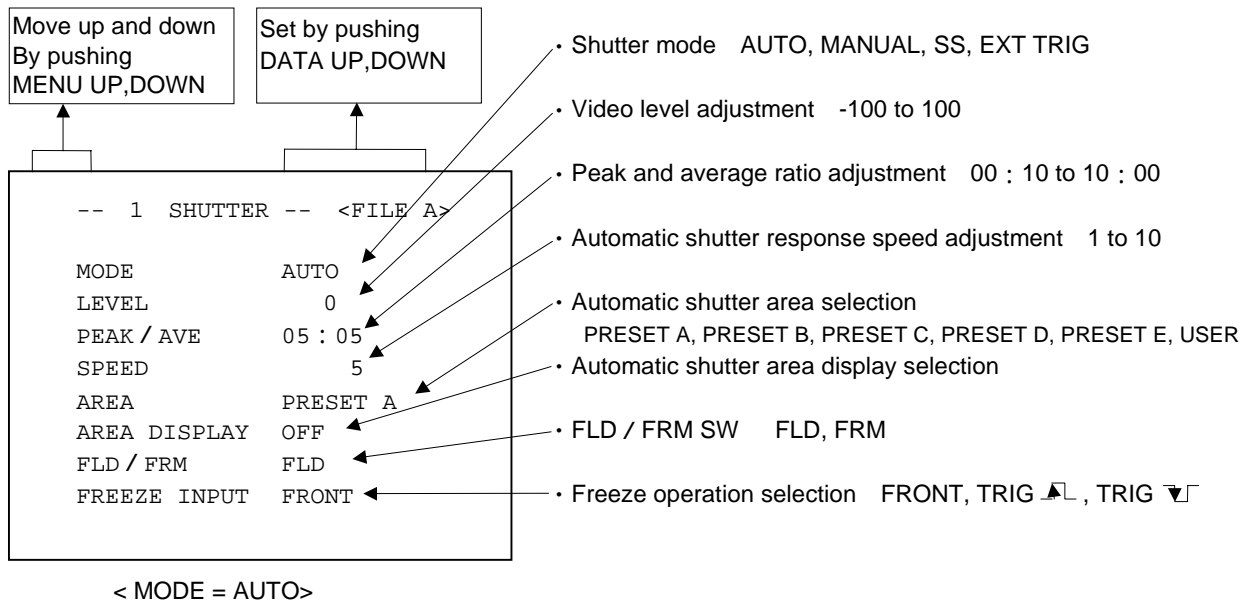 Move up and down
By pushing
MENU UP,DOWN
Set by pushing
DATA UP,DOWN
・Shutter mode AUTO, MANUAL, SS, EXT TRIG
・Video level adjustment -100 to 100
・Peak and average ratio adjustment 00：10 to 10：00
・Automatic shutter response speed adjustment 1 to 10
・Automatic shutter area selection
PRESET A, PRESET B, PRESET C, PRESET D, PRESET E, USER
・Automatic shutter area display selection
・FLD / FRM SW FLD, FRM
・Freeze operation selection FRONT, TRIG , TRIG
-- 1 SHUTTER -- <FILE A>
MODE AUTO
LEVEL 0
PEAK / AVE 05：05
SPEED 5
AREA PRESET A
AREA DISPLAY OFF
FLD / FRM FLD
FREEZE INPUT FRONT
< MODE = AUTO>